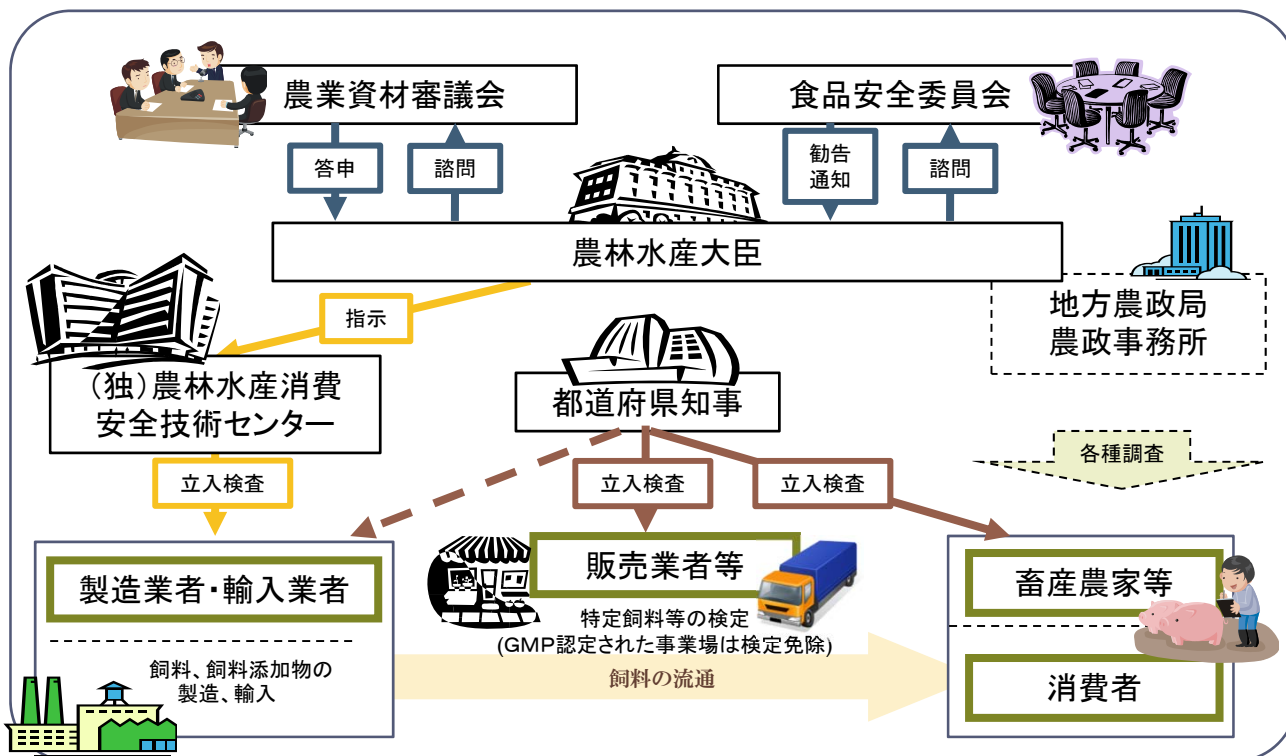 農業資材審議会
食品安全委員会
答申
諮問
勧告
通知
諮問
農林水産大臣
地方農政局
農政事務所
指示
(独)農林水産消費
安全技術センター
都道府県知事
各種調査
立入検査
立入検査
立入検査
製造業者・輸入業者
販売業者等
畜産農家等
特定飼料等の検定
(GMP認定された事業場は検定免除)
飼料、飼料添加物の
製造、輸入
飼料の流通
消費者